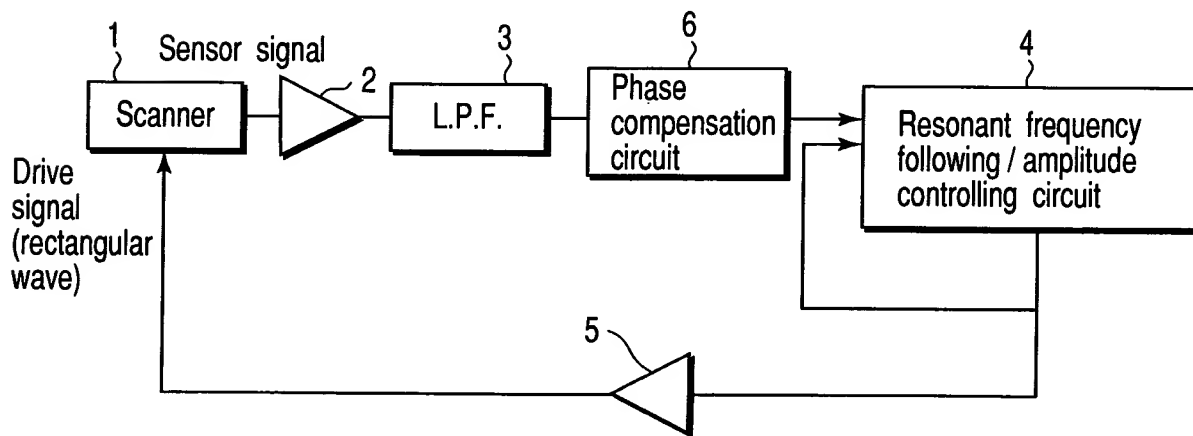 1
Sensor signal
2
3
6
4
Scanner
L.P.F.
Phase
compensation
circuit
Resonant frequency
following / amplitude
controlling circuit
Drive
signal
(rectangular
wave)
5